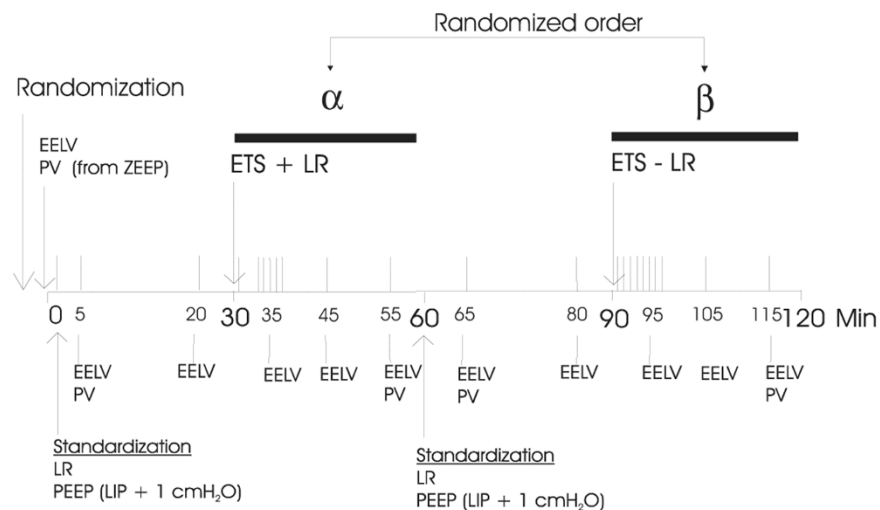 Randomized order
Randomization
α
β
EELV
PV (from ZEEP)
ETS + LR
ETS - LR
0 5 20 30 35 45 55 60 65 80 90 95 105 115 120 Min
EELV
PV
EELV
EELV
EELV
EELV
PV
EELV
PV
EELV
EELV
EELV
EELV
PV
Standardization
LR
PEEP (LIP + 1 cmH₂O)
Standardization
LR
PEEP (LIP + 1 cmH₂O)